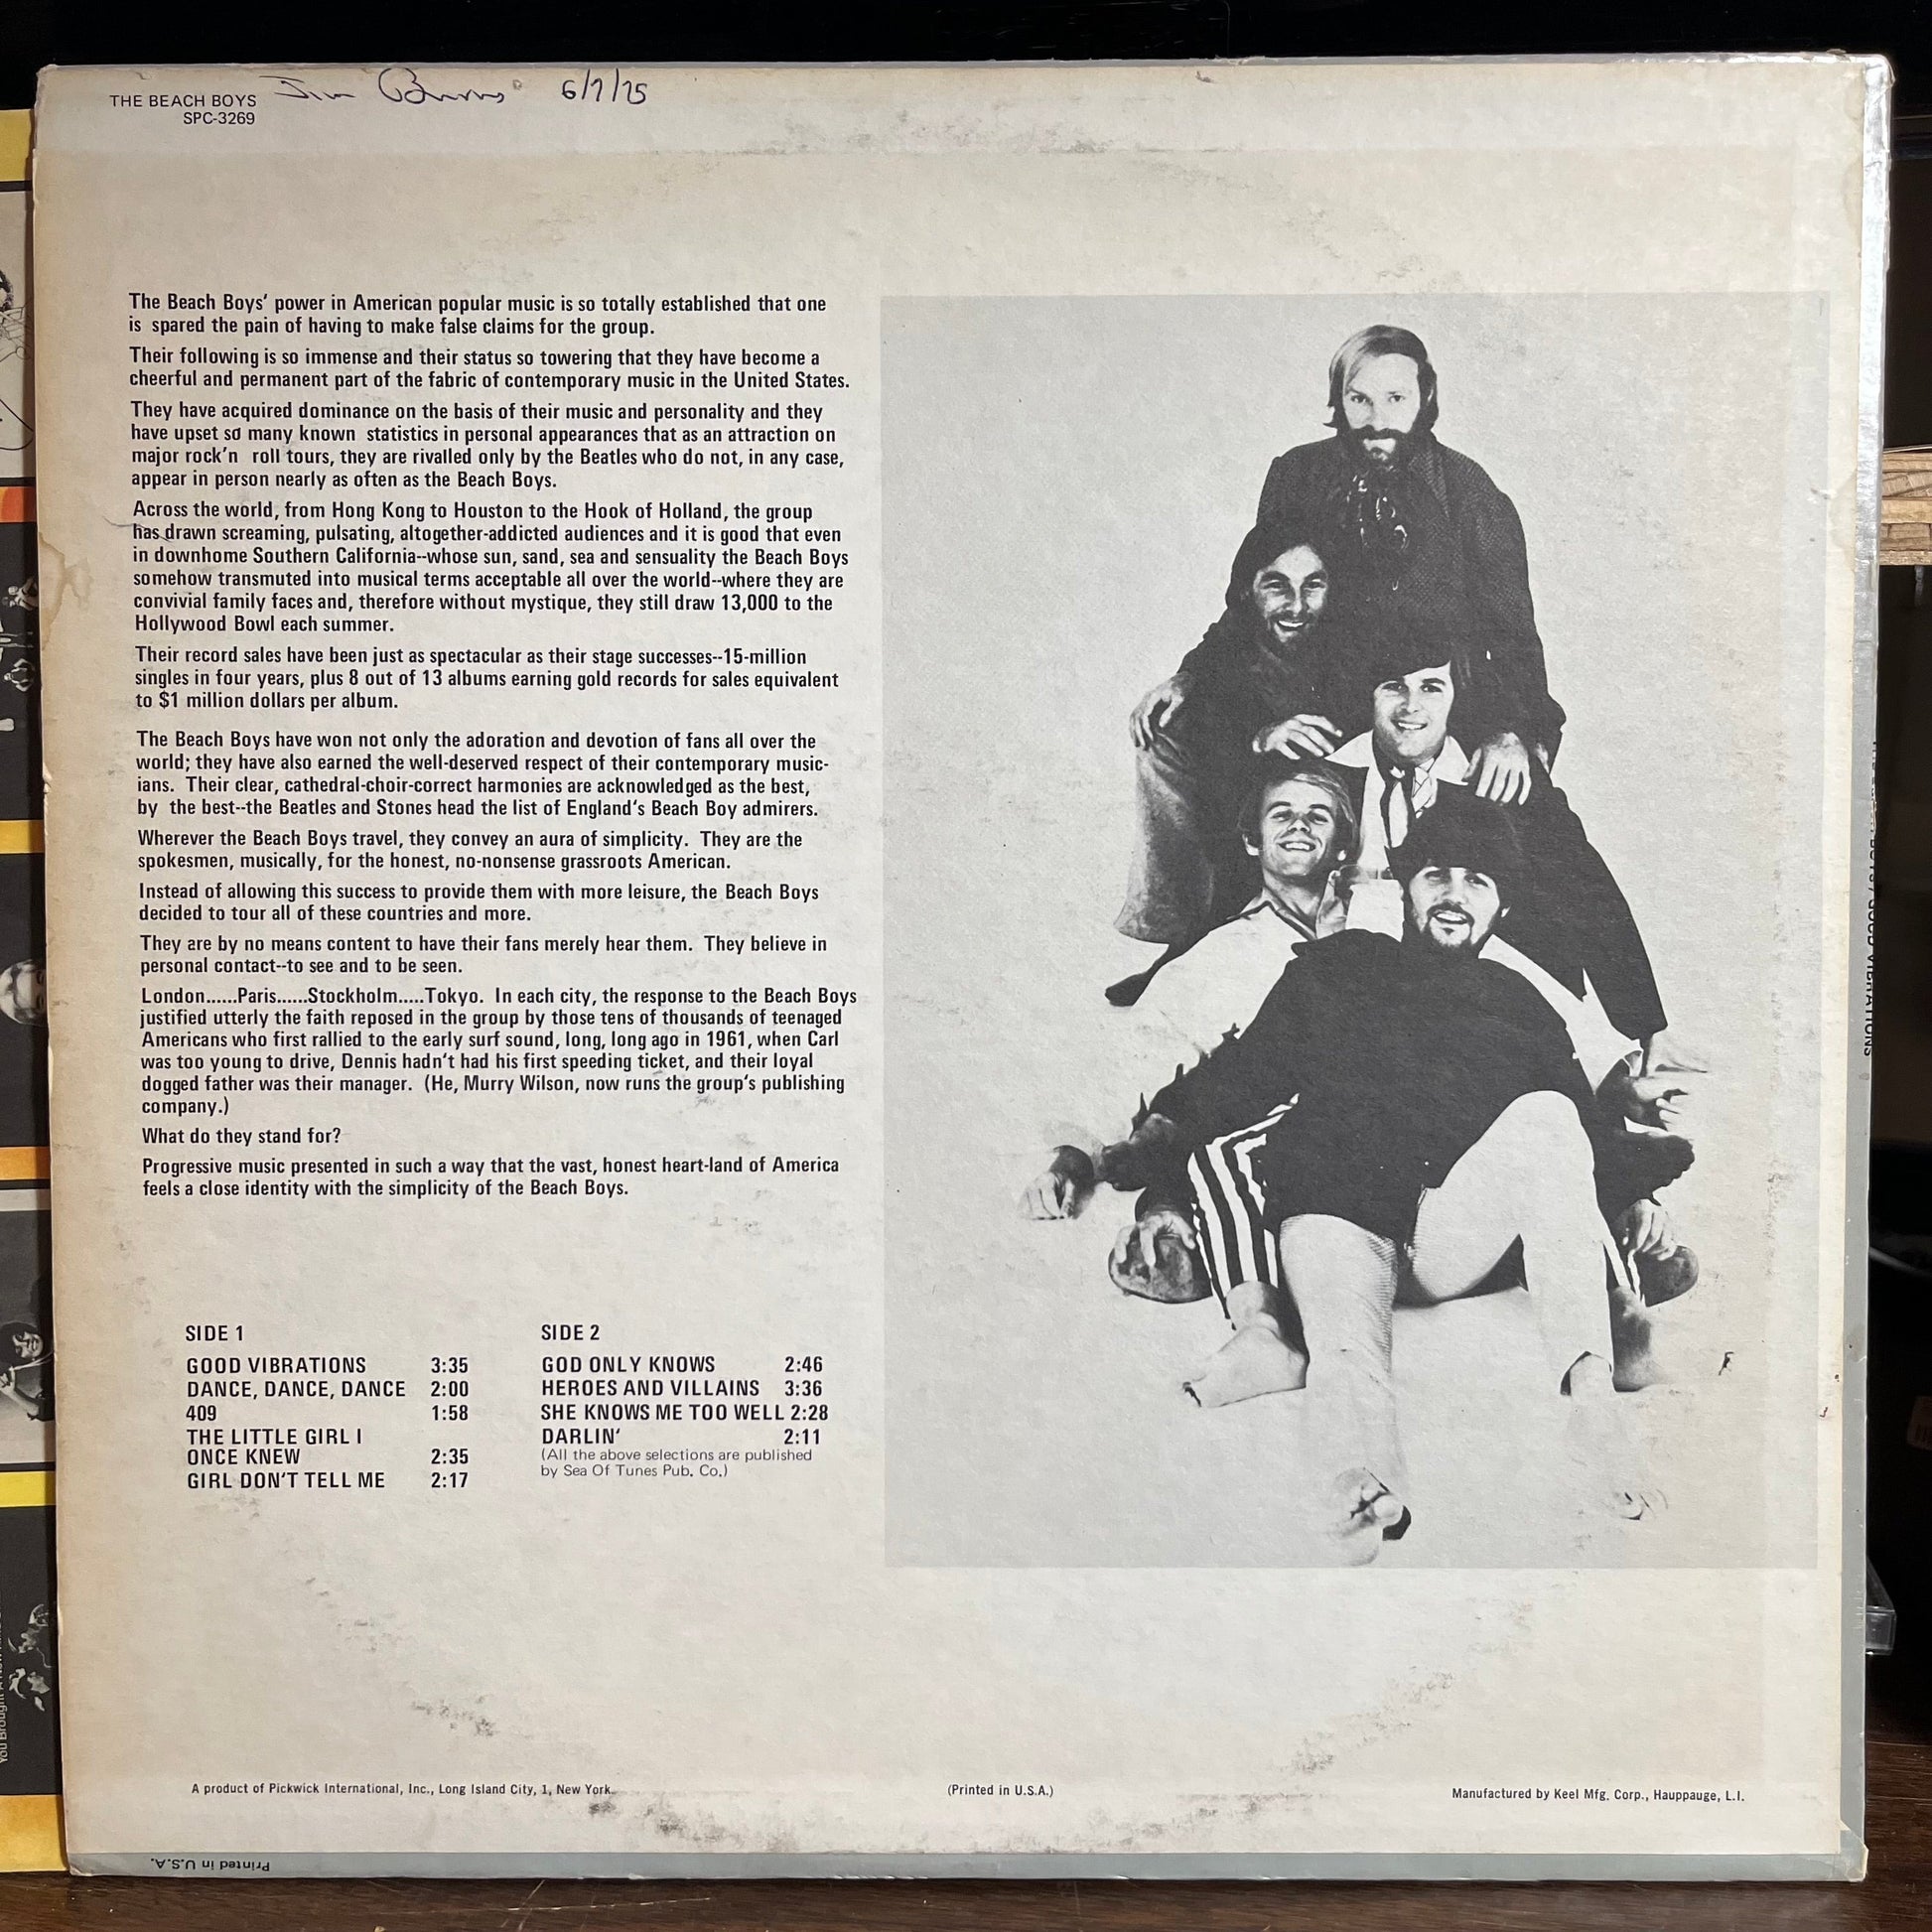 THE BEACH BOYS
SPC-3269
6/7/75
The Beach Boys' power in American popular music is so totally established that one
is spared the pain of having to make false claims for the group.
Their following is so immense and their status so towering that they have become a
cheerful and permanent part of the fabric of contemporary music in the United States.
They have acquired dominance on the basis of their music and personality and they
have upset so many known statistics in personal appearances that as an attraction on
major rock'n roll tours, they are rivalled only by the Beatles who do not, in any case,
appear in person nearly as often as the Beach Boys.
Across the world, from Hong Kong to Houston to the Hook of Holland, the group
has drawn screaming, pulsating, altogether-addicted audiences and it is good that even
in downhome Southern California--whose sun, sand, sea and sensuality the Beach Boys
somehow transmuted into musical terms acceptable all over the world--where they are
convivial family faces and, therefore without mystique, they still draw 13,000 to the
Hollywood Bowl each summer.
Their record sales have been just as spectacular as their stage successes--15-million
singles in four years, plus 8 out of 13 albums earning gold records for sales equivalent
to $1 million dollars per album.
The Beach Boys have won not only the adoration and devotion of fans all over the
world; they have also earned the well-deserved respect of their contemporary music-
ians. Their clear, cathedral-choir-correct harmonies are acknowledged as the best,
by the best--the Beatles and Stones head the list of England's Beach Boy admirers.
Wherever the Beach Boys travel, they convey an aura of simplicity. They are the
spokesmen, musically, for the honest, no-nonsense grassroots American.
Instead of allowing this success to provide them with more leisure, the Beach Boys
decided to tour all of these countries and more.
They are by no means content to have their fans merely hear them. They believe in
personal contact--to see and to be seen.
London......Paris......Stockholm.....Tokyo. In each city, the response to the Beach Boys
justified utterly the faith reposed in the group by those tens of thousands of teenaged
Americans who first rallied to the early surf sound, long, long ago in 1961, when Carl
was too young to drive, Dennis hadn't had his first speeding ticket, and their loyal
dogged father was their manager. (He, Murry Wilson, now runs the group's publishing
company.)
What do they stand for?
Progressive music presented in such a way that the vast, honest heart-land of America
feels a close identity with the simplicity of the Beach Boys.
SIDE 1
GOOD VIBRATIONS 3:35
DANCE, DANCE, DANCE 2:00
409 1:58
THE LITTLE GIRL I
ONCE KNEW 2:35
GIRL DON'T TELL ME 2:17
SIDE 2
GOD ONLY KNOWS 2:46
HEROES AND VILLAINS 3:36
SHE KNOWS ME TOO WELL 2:28
DARLIN' 2:11
(All the above selections are published
by Sea Of Tunes Pub. Co.)
A product of Pickwick International, Inc., Long Island City, 1, New York.
(Printed in U.S.A.)
Manufactured by Keel Mfg. Corp., Hauppauge, L.I.
Printed in U.S.A.
GOOD VIBRATIONS
You Brought